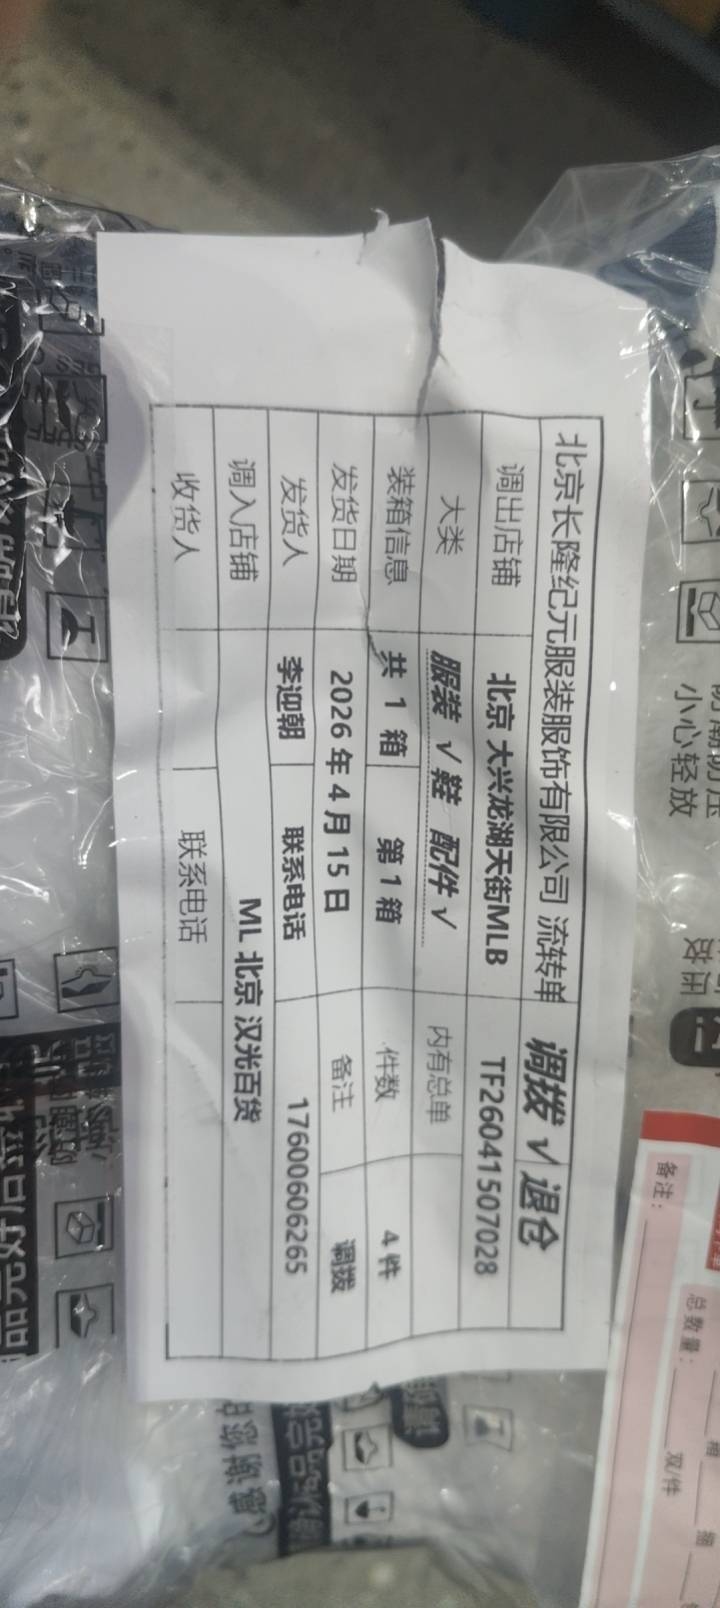 北京长隆纪元服装服饰有限公司 流转单 调拨 √ 退仓
调出店铺 北京 大兴龙湖天街MLB TF26041507028
大类 服装 √ 鞋 配件 √ 内有总单
装箱信息 共 1 箱 第 1 箱 件数 4 件
发货日期 2026 年 4 月 15 日 备注 调拨
发货人 李迎朝 联系电话 17600606265
调入店铺 ML 北京 汉光百货
收货人 联系电话
小心轻放
备注：
总数量：
双/件